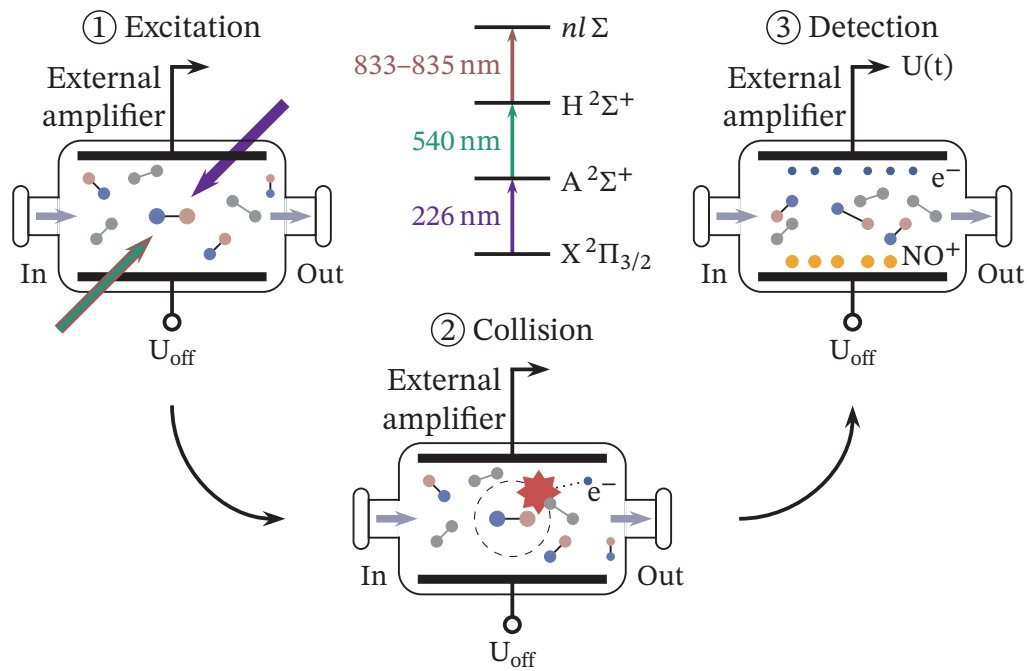 ① Excitation
External
amplifier
In
Out
U_off
nl Σ
833–835 nm
H ²Σ⁺
540 nm
A ²Σ⁺
226 nm
X ²Π₃/₂
③ Detection
External
amplifier
U(t)
e⁻
NO⁺
In
Out
U_off
② Collision
External
amplifier
e⁻
In
Out
U_off